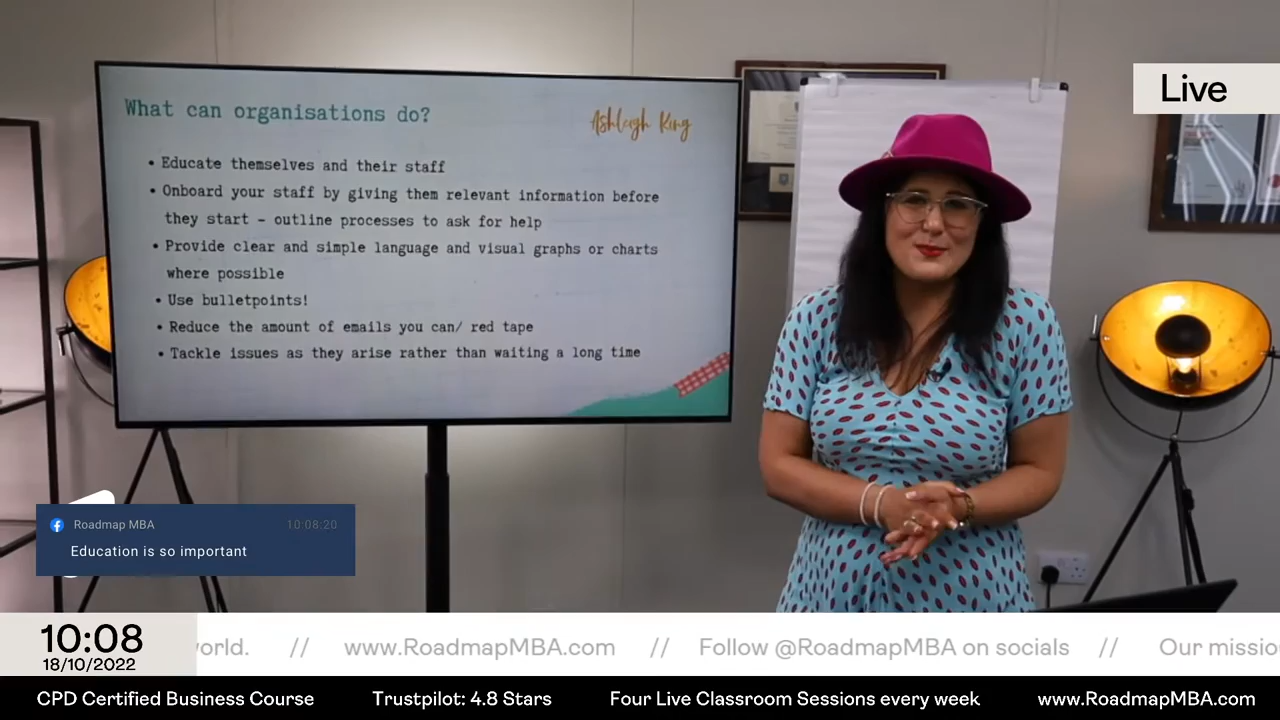 What can organisations do?
Ashleigh King
• Educate themselves and their staff
• Onboard your staff by giving them relevant information before
they start - outline processes to ask for help
• Provide clear and simple language and visual graphs or charts
where possible
• Use bulletpoints!
• Reduce the amount of emails you can/ red tape
• Tackle issues as they arise rather than waiting a long time
Live
Roadmap MBA 10:08:20
Education is so important
10:08
18/10/2022
world. // www.RoadmapMBA.com // Follow @RoadmapMBA on socials // Our missio
CPD Certified Business Course Trustpilot: 4.8 Stars Four Live Classroom Sessions every week www.RoadmapMBA.com